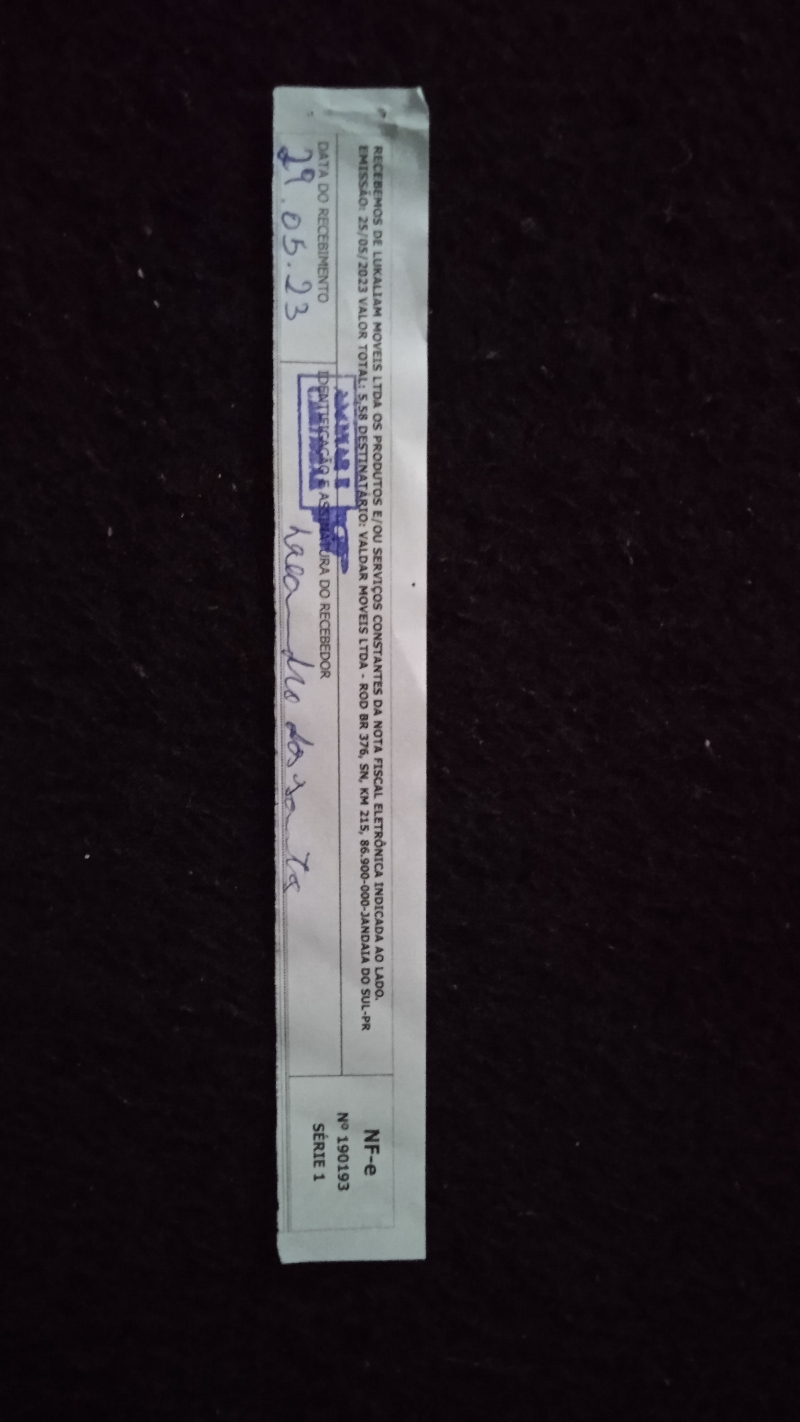 RECEBEMOS DE LUKALIAM MOVEIS LTDA OS PRODUTOS E/OU SERVIÇOS CONSTANTES DA NOTA FISCAL ELETRÔNICA INDICADA AO LADO.
EMISSÃO: 25/05/2023 VALOR TOTAL: 5,58 DESTINATÁRIO: VALDAR MOVEIS LTDA - ROD BR 376, SN, KM 215, 86.900-000-JANDAIA DO SUL-PR
DATA DO RECEBIMENTO
29.05.23
IDENTIFICAÇÃO E ASSINATURA DO RECEBEDOR
NF-e
Nº 190193
SÉRIE 1